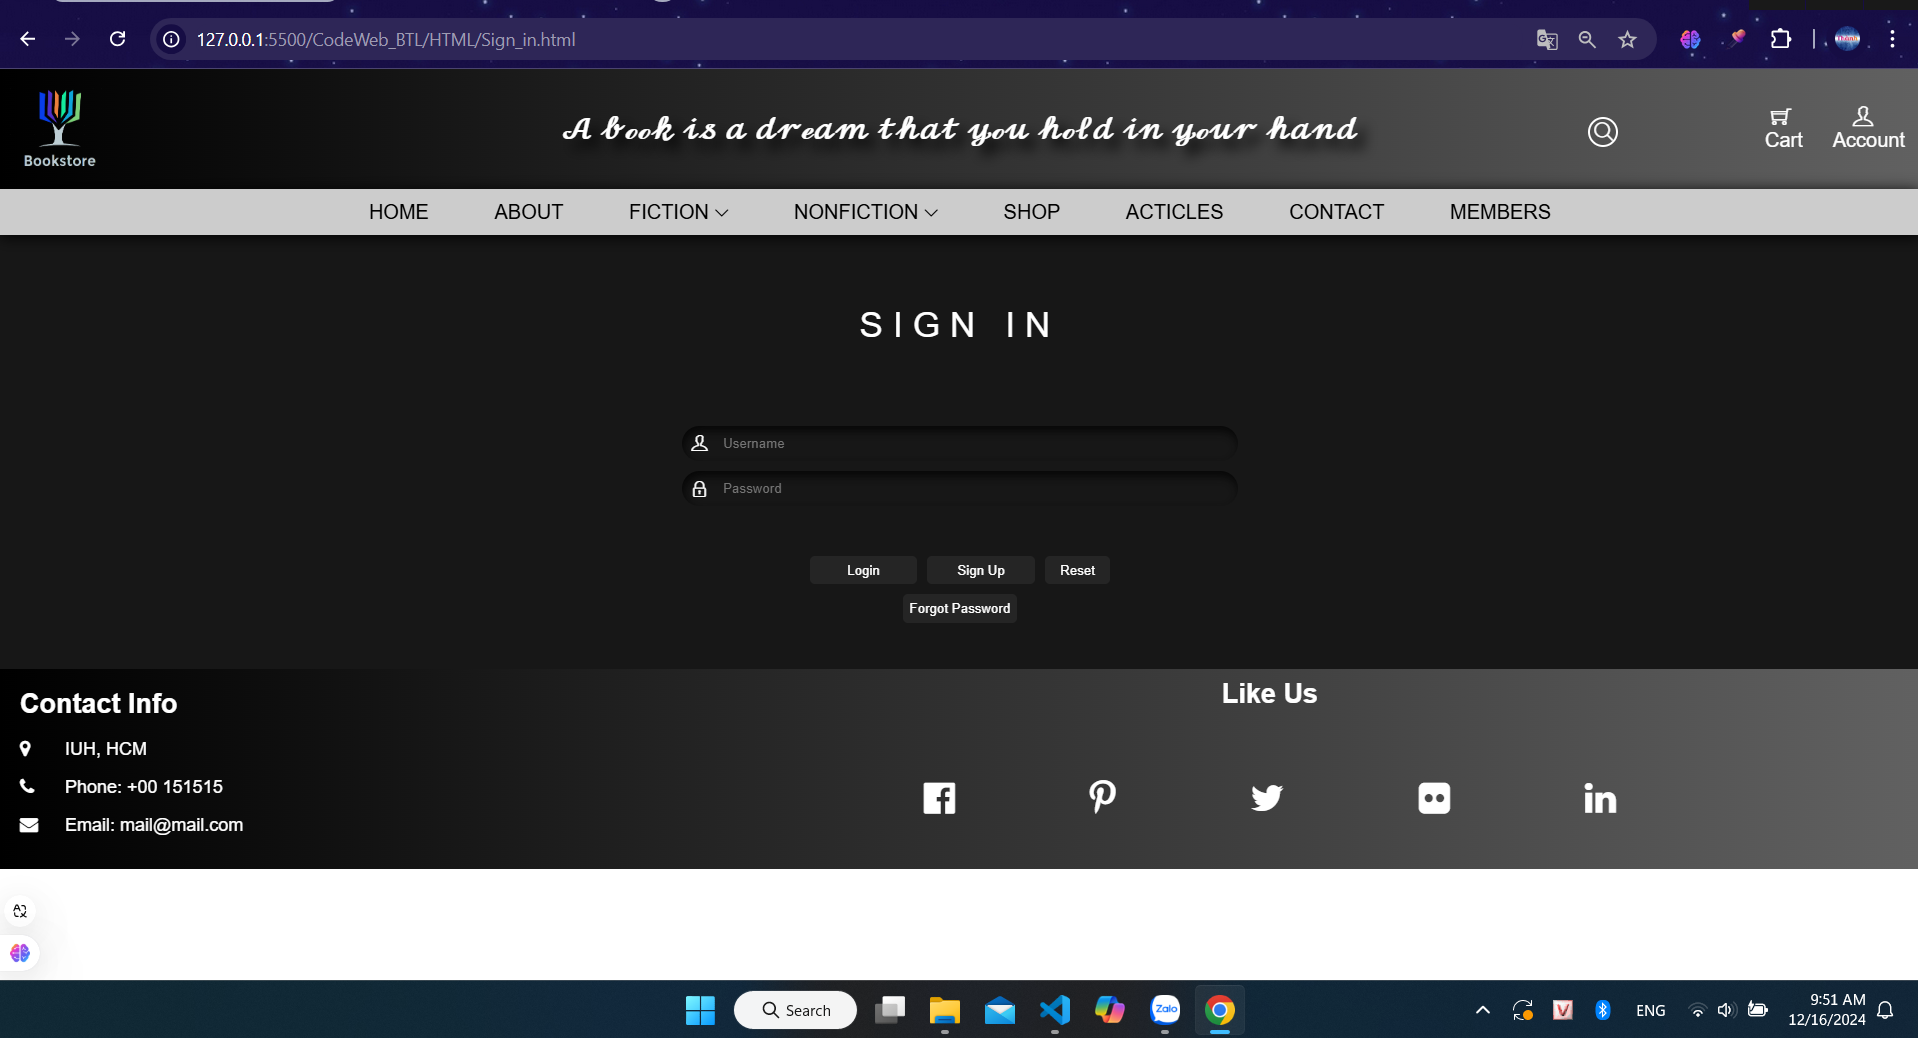 127.0.0.1:5500/CodeWeb_BTL/HTML/Sign_in.html
Bookstore
A book is a dream that you hold in your hand
Cart
Account
HOME ABOUT FICTION NONFICTION SHOP ACTICLES CONTACT MEMBERS
SIGN IN
Username
Password
Login Sign Up Reset
Forgot Password
Contact Info
IUH, HCM
Phone: +00 151515
Email: mail@mail.com
Like Us
Search
Zalo
ENG
9:51 AM
12/16/2024